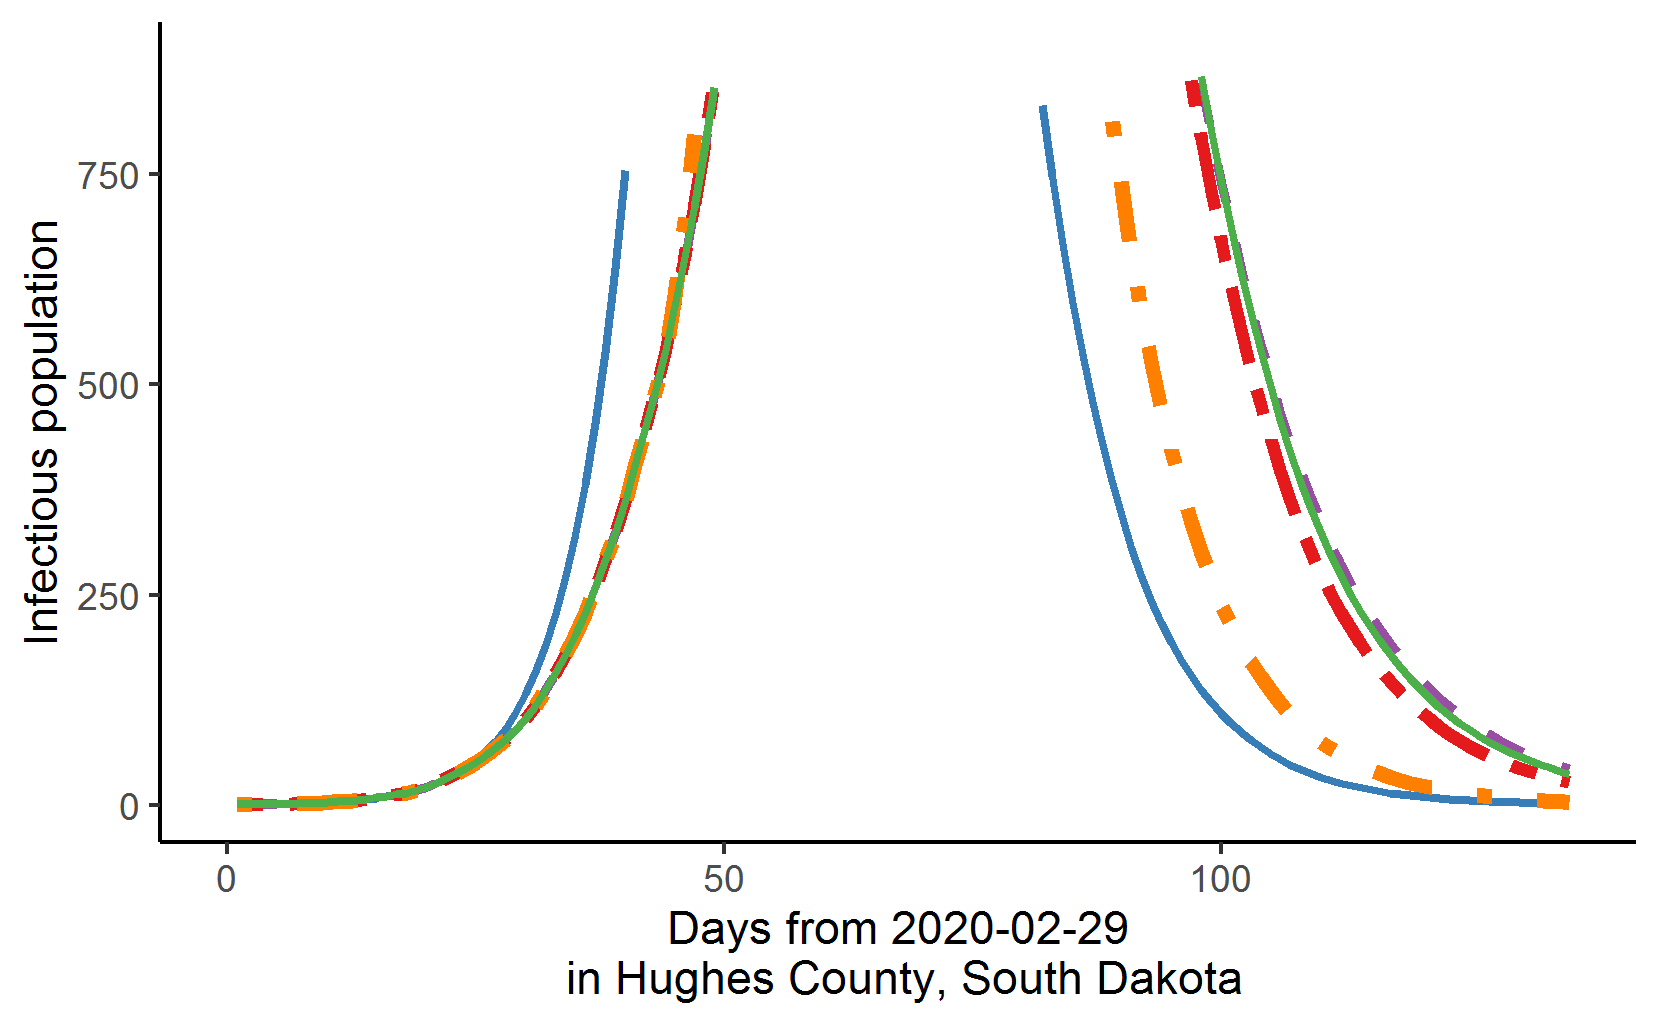 Infectious population
750
500
250
0
0 50 100
Days from 2020-02-29
in Hughes County, South Dakota